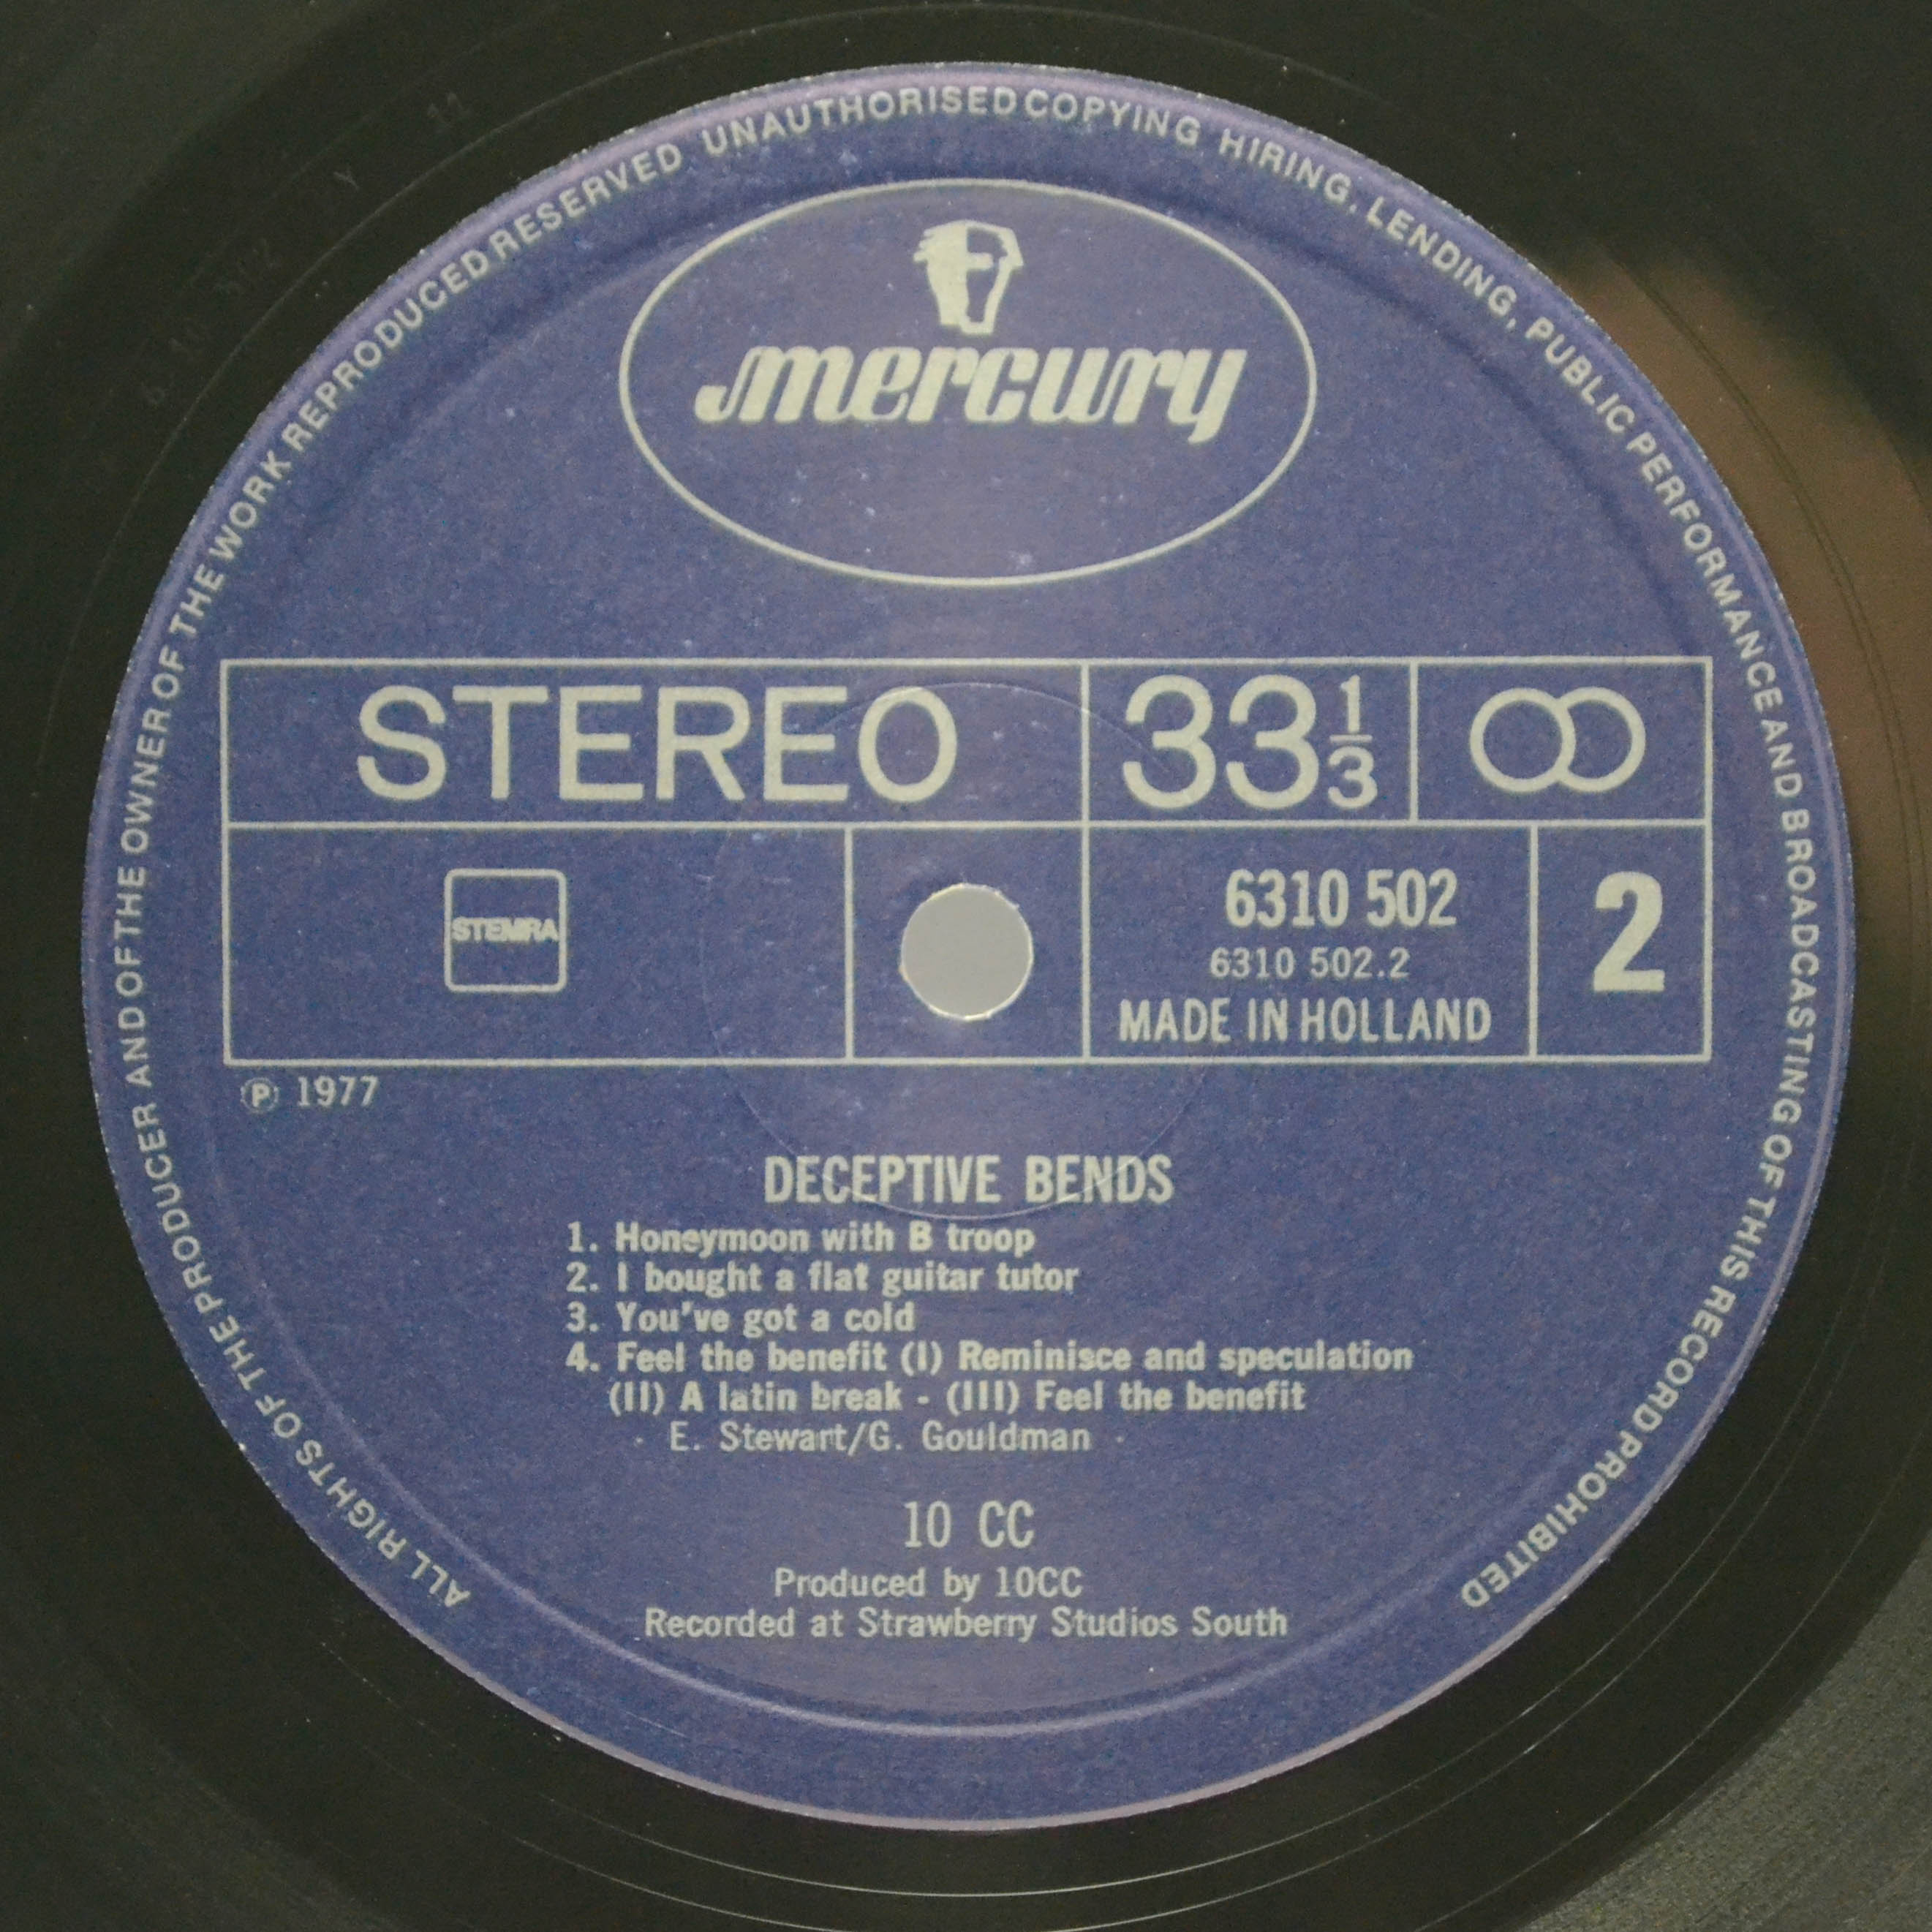 ALL RIGHTS OF THE PRODUCER AND OF THE OWNER OF THE WORK REPRODUCED RESERVED UNAUTHORISED COPYING HIRING. LENDING, PUBLIC PERFORMANCE AND BROADCASTING OF THIS RECORD PROHIBITED
mercury
STEREO 33 1/3
STEMRA
6310 502
6310 502.2
MADE IN HOLLAND
2
℗ 1977
DECEPTIVE BENDS
1. Honeymoon with B troop
2. I bought a flat guitar tutor
3. You've got a cold
4. Feel the benefit (I) Reminisce and speculation
(II) A latin break - (III) Feel the benefit
· E. Stewart/G. Gouldman ·
10 CC
Produced by 10CC
Recorded at Strawberry Studios South